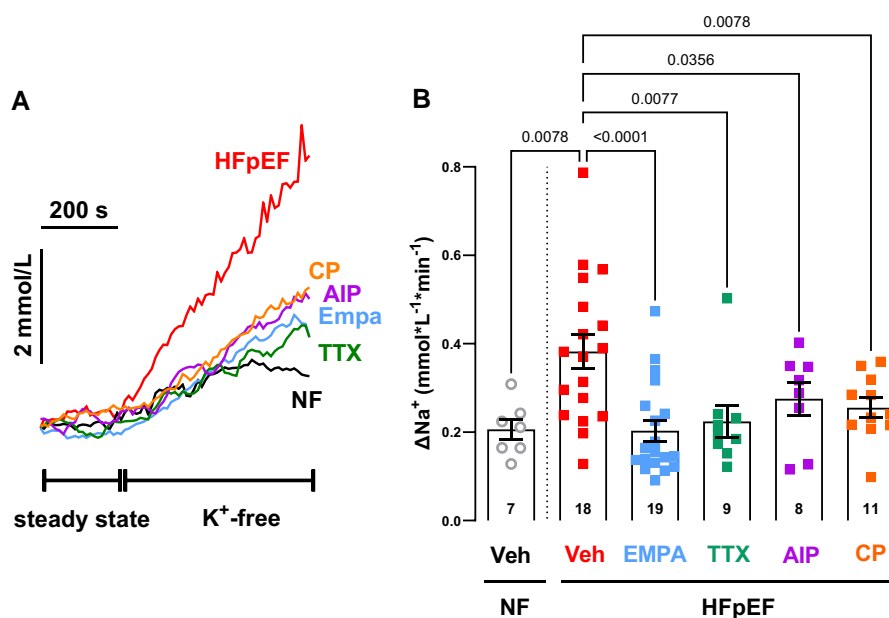 A
HFpEF
200 s
2 mmol/L
CP
AIP
Empa
TTX
NF
steady state
K⁺-free
B
0.0078
0.0356
0.0077
0.0078 <0.0001
ΔNa⁺ (mmol*L⁻¹*min⁻¹)
0.8
0.6
0.4
0.2
0.0
7 18 19 9 8 11
Veh Veh EMPA TTX AIP CP
NF HFpEF